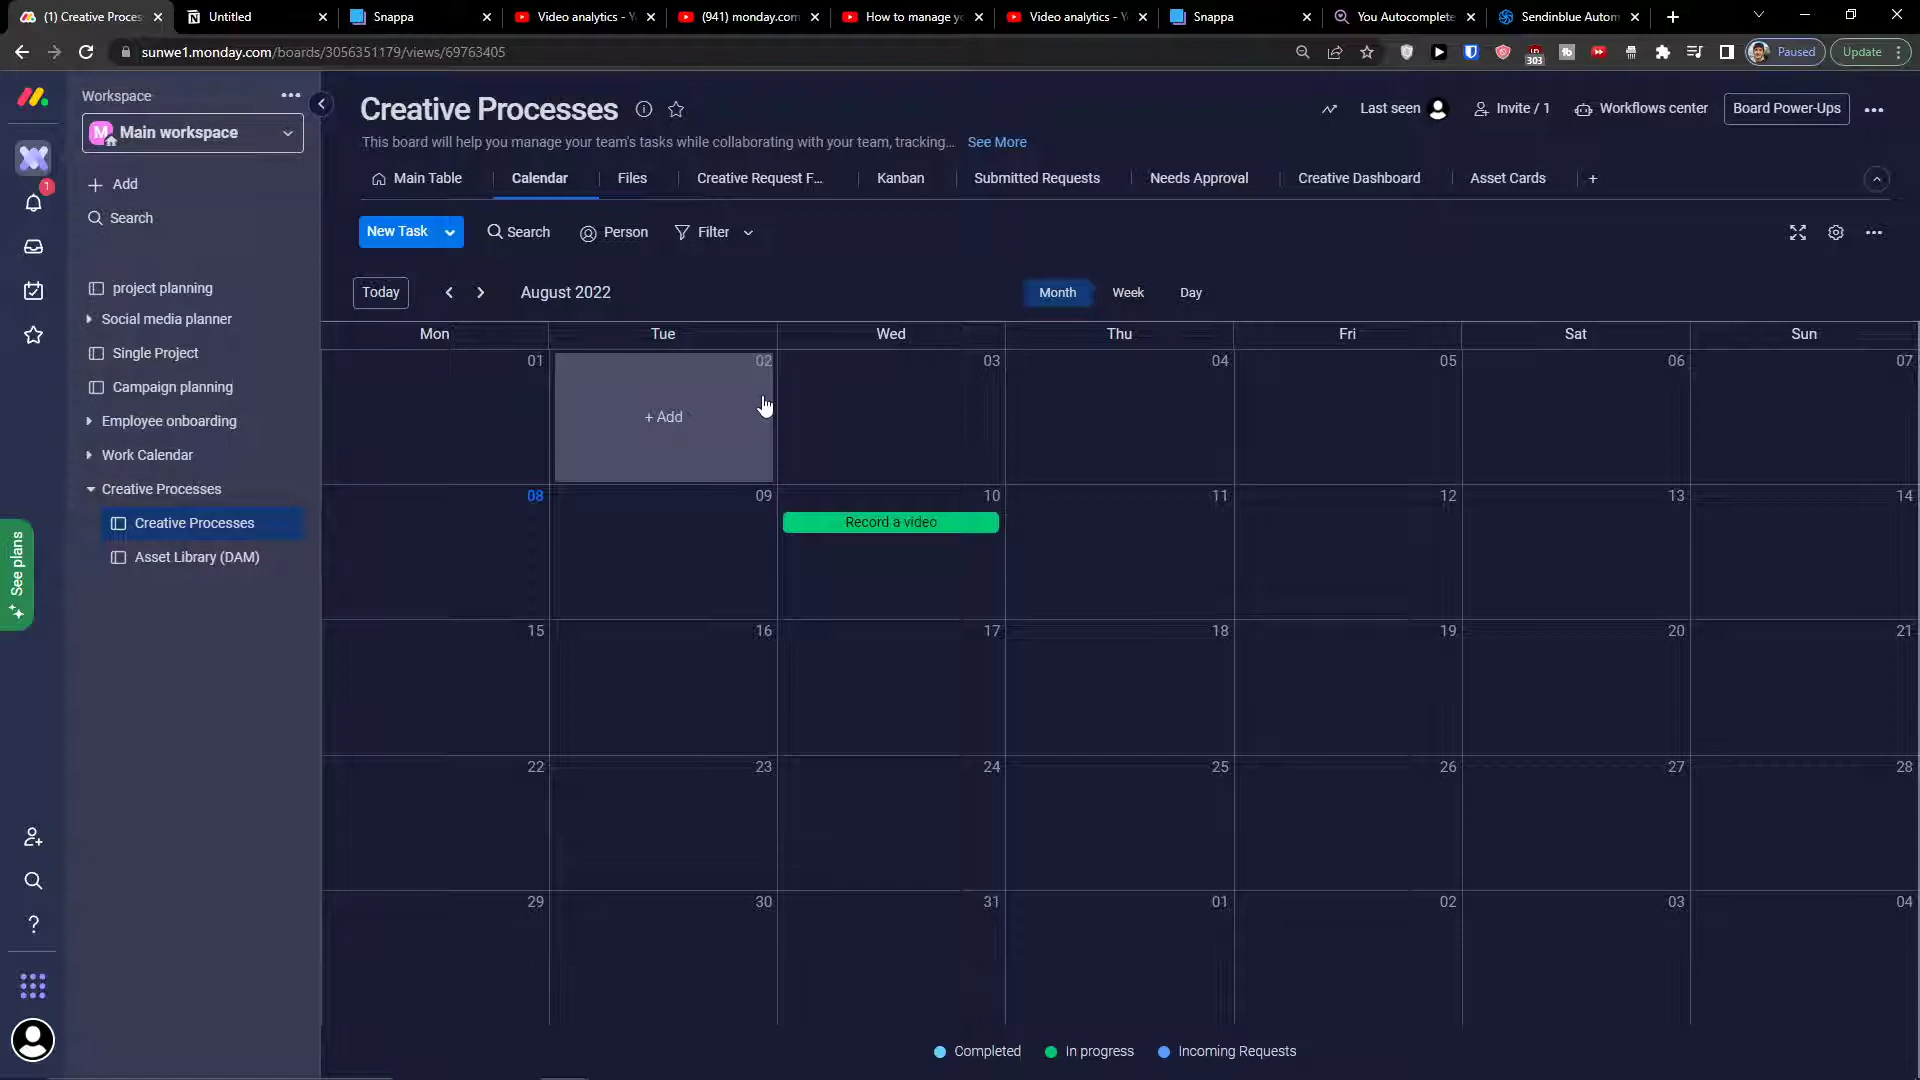 (1) Creative Proces
Untitled
Snappa
Video analytics - Y
(941) monday.com
How to manage yo
Video analytics - Y
Snappa
You Autocomplete
Sendinblue Autom
sunwe1.monday.com/boards/3056351179/views/69763405
303
Paused
Update
Workspace
M
Main workspace
Add
Search
1
project planning
Social media planner
Single Project
Campaign planning
Employee onboarding
Work Calendar
Creative Processes
Creative Processes
Asset Library (DAM)
See plans
?
Creative Processes
Last seen
Invite / 1
Workflows center
Board Power-Ups
This board will help you manage your team's tasks while collaborating with your team, tracking...
See More
Main Table
Calendar
Files
Creative Request F...
Kanban
Submitted Requests
Needs Approval
Creative Dashboard
Asset Cards
+
New Task
Search
Person
Filter
Today
August 2022
Month
Week
Day
Mon Tue Wed Thu Fri Sat Sun
01 02 03 04 05 06 07
+ Add
08 09 10 11 12 13 14
Record a video
15 16 17 18 19 20 21
22 23 24 25 26 27 28
29 30 31 01 02 03 04
Completed
In progress
Incoming Requests